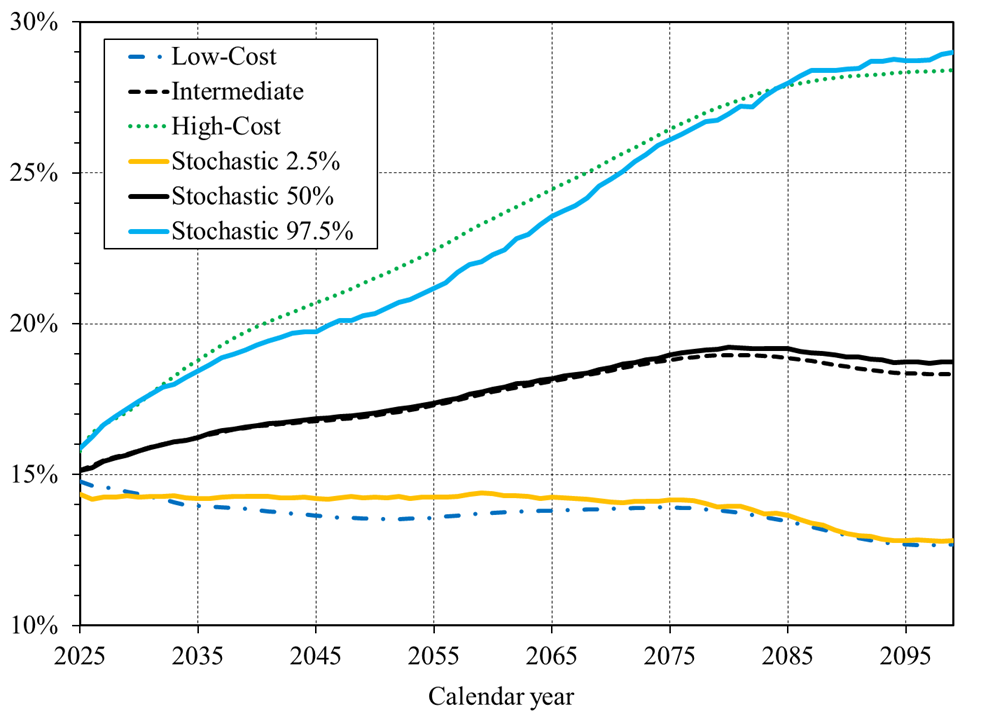 30%
25%
20%
15%
10%
Low-Cost
Intermediate
High-Cost
Stochastic 2.5%
Stochastic 50%
Stochastic 97.5%
2025 2035 2045 2055 2065 2075 2085 2095
Calendar year